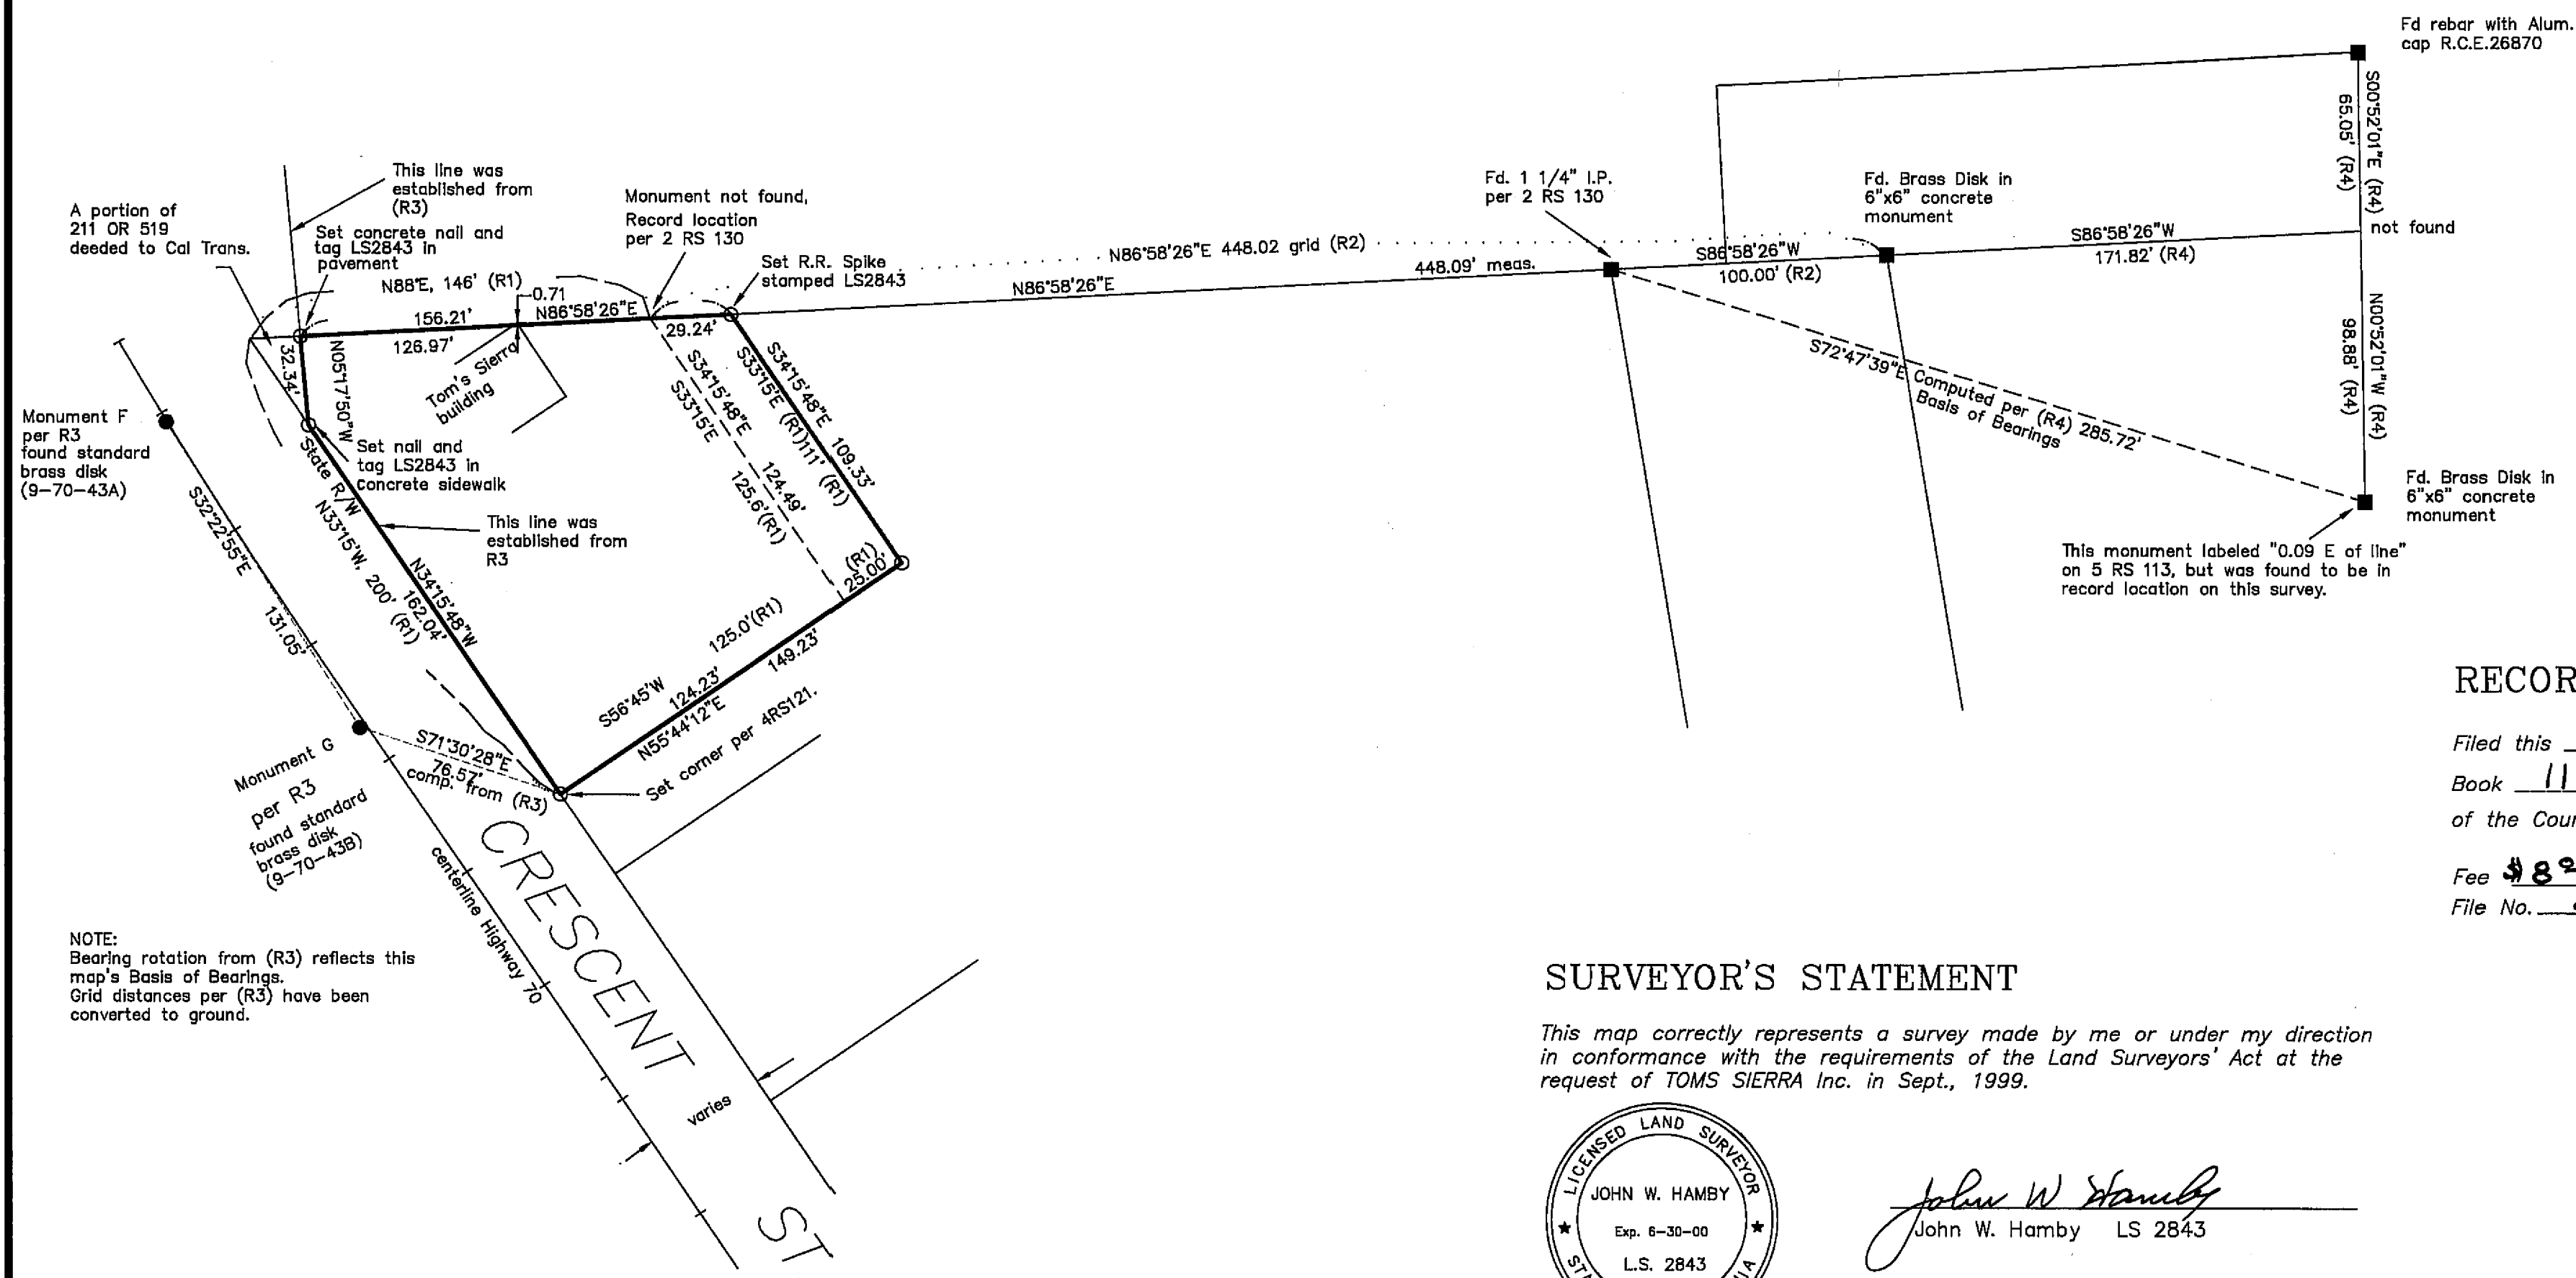 Fd rebar with Alum.
cap R.C.E.26870
S00°52'01"E (R4)
65.05' (R4)
not found
This line was
established from
(R3)
A portion of
211 OR 519
deeded to Cal Trans.
Set concrete nail and
tag LS2843 in
pavement
Monument not found,
Record location
per 2 RS 130
Set R.R. Spike
stamped LS2843
Fd. 1 1/4" I.P.
per 2 RS 130
Fd. Brass Disk in
6"x6" concrete
monument
N88°E, 146' (R1)
0.71
156.21'
N86°58'26"E
126.97'
29.24'
N86°58'26"E 448.02 grid (R2)
N86°58'26"E
448.09' meas.
S86°58'26"W
100.00' (R2)
S86°58'26"W
171.82' (R4)
N00°52'01"W (R4)
98.88' (R4)
S72°47'39"E Computed per (R4) 285.72'
Basis of Bearings
32.34'
N05°17'50"W
Tom's Sierra
building
S34°15'48"E
S33°15'E
124.49'
125.6'(R1)
S34°15'48"E 109.33'
S33°15'E (R1)111' (R1)
(R1)
25.00'
Monument F
per R3
found standard
brass disk
(9-70-43A)
Set nail and
tag LS2843 in
Concrete sidewalk
State R/W
N33°15'W, 200' (R1)
N34°15'48"W
162.04'
This line was
established from
R3
S32°22'55"E
131.05'
Fd. Brass Disk in
6"x6" concrete
monument
This monument labeled "0.09 E of line"
on 5 RS 113, but was found to be in
record location on this survey.
125.0'(R1)
149.23'
S56°45'W
124.23'
N55°44'12"E
Set corner per 4RS121.
S71°30'28"E
76.57'
comp. from (R3)
Monument G
per R3
found standard
brass disk
(9-70-43B)
centerline Highway 70
CRESCENT ST
varies
NOTE:
Bearing rotation from (R3) reflects this
map's Basis of Bearings.
Grid distances per (R3) have been
converted to ground.
RECOR
Filed this
Book 11
of the Cour
Fee $8
File No.
SURVEYOR'S STATEMENT
This map correctly represents a survey made by me or under my direction
in conformance with the requirements of the Land Surveyors' Act at the
request of TOMS SIERRA Inc. in Sept., 1999.
LICENSED LAND SURVEYOR
JOHN W. HAMBY
Exp. 6-30-00
L.S. 2843
John W Hamby
John W. Hamby LS 2843